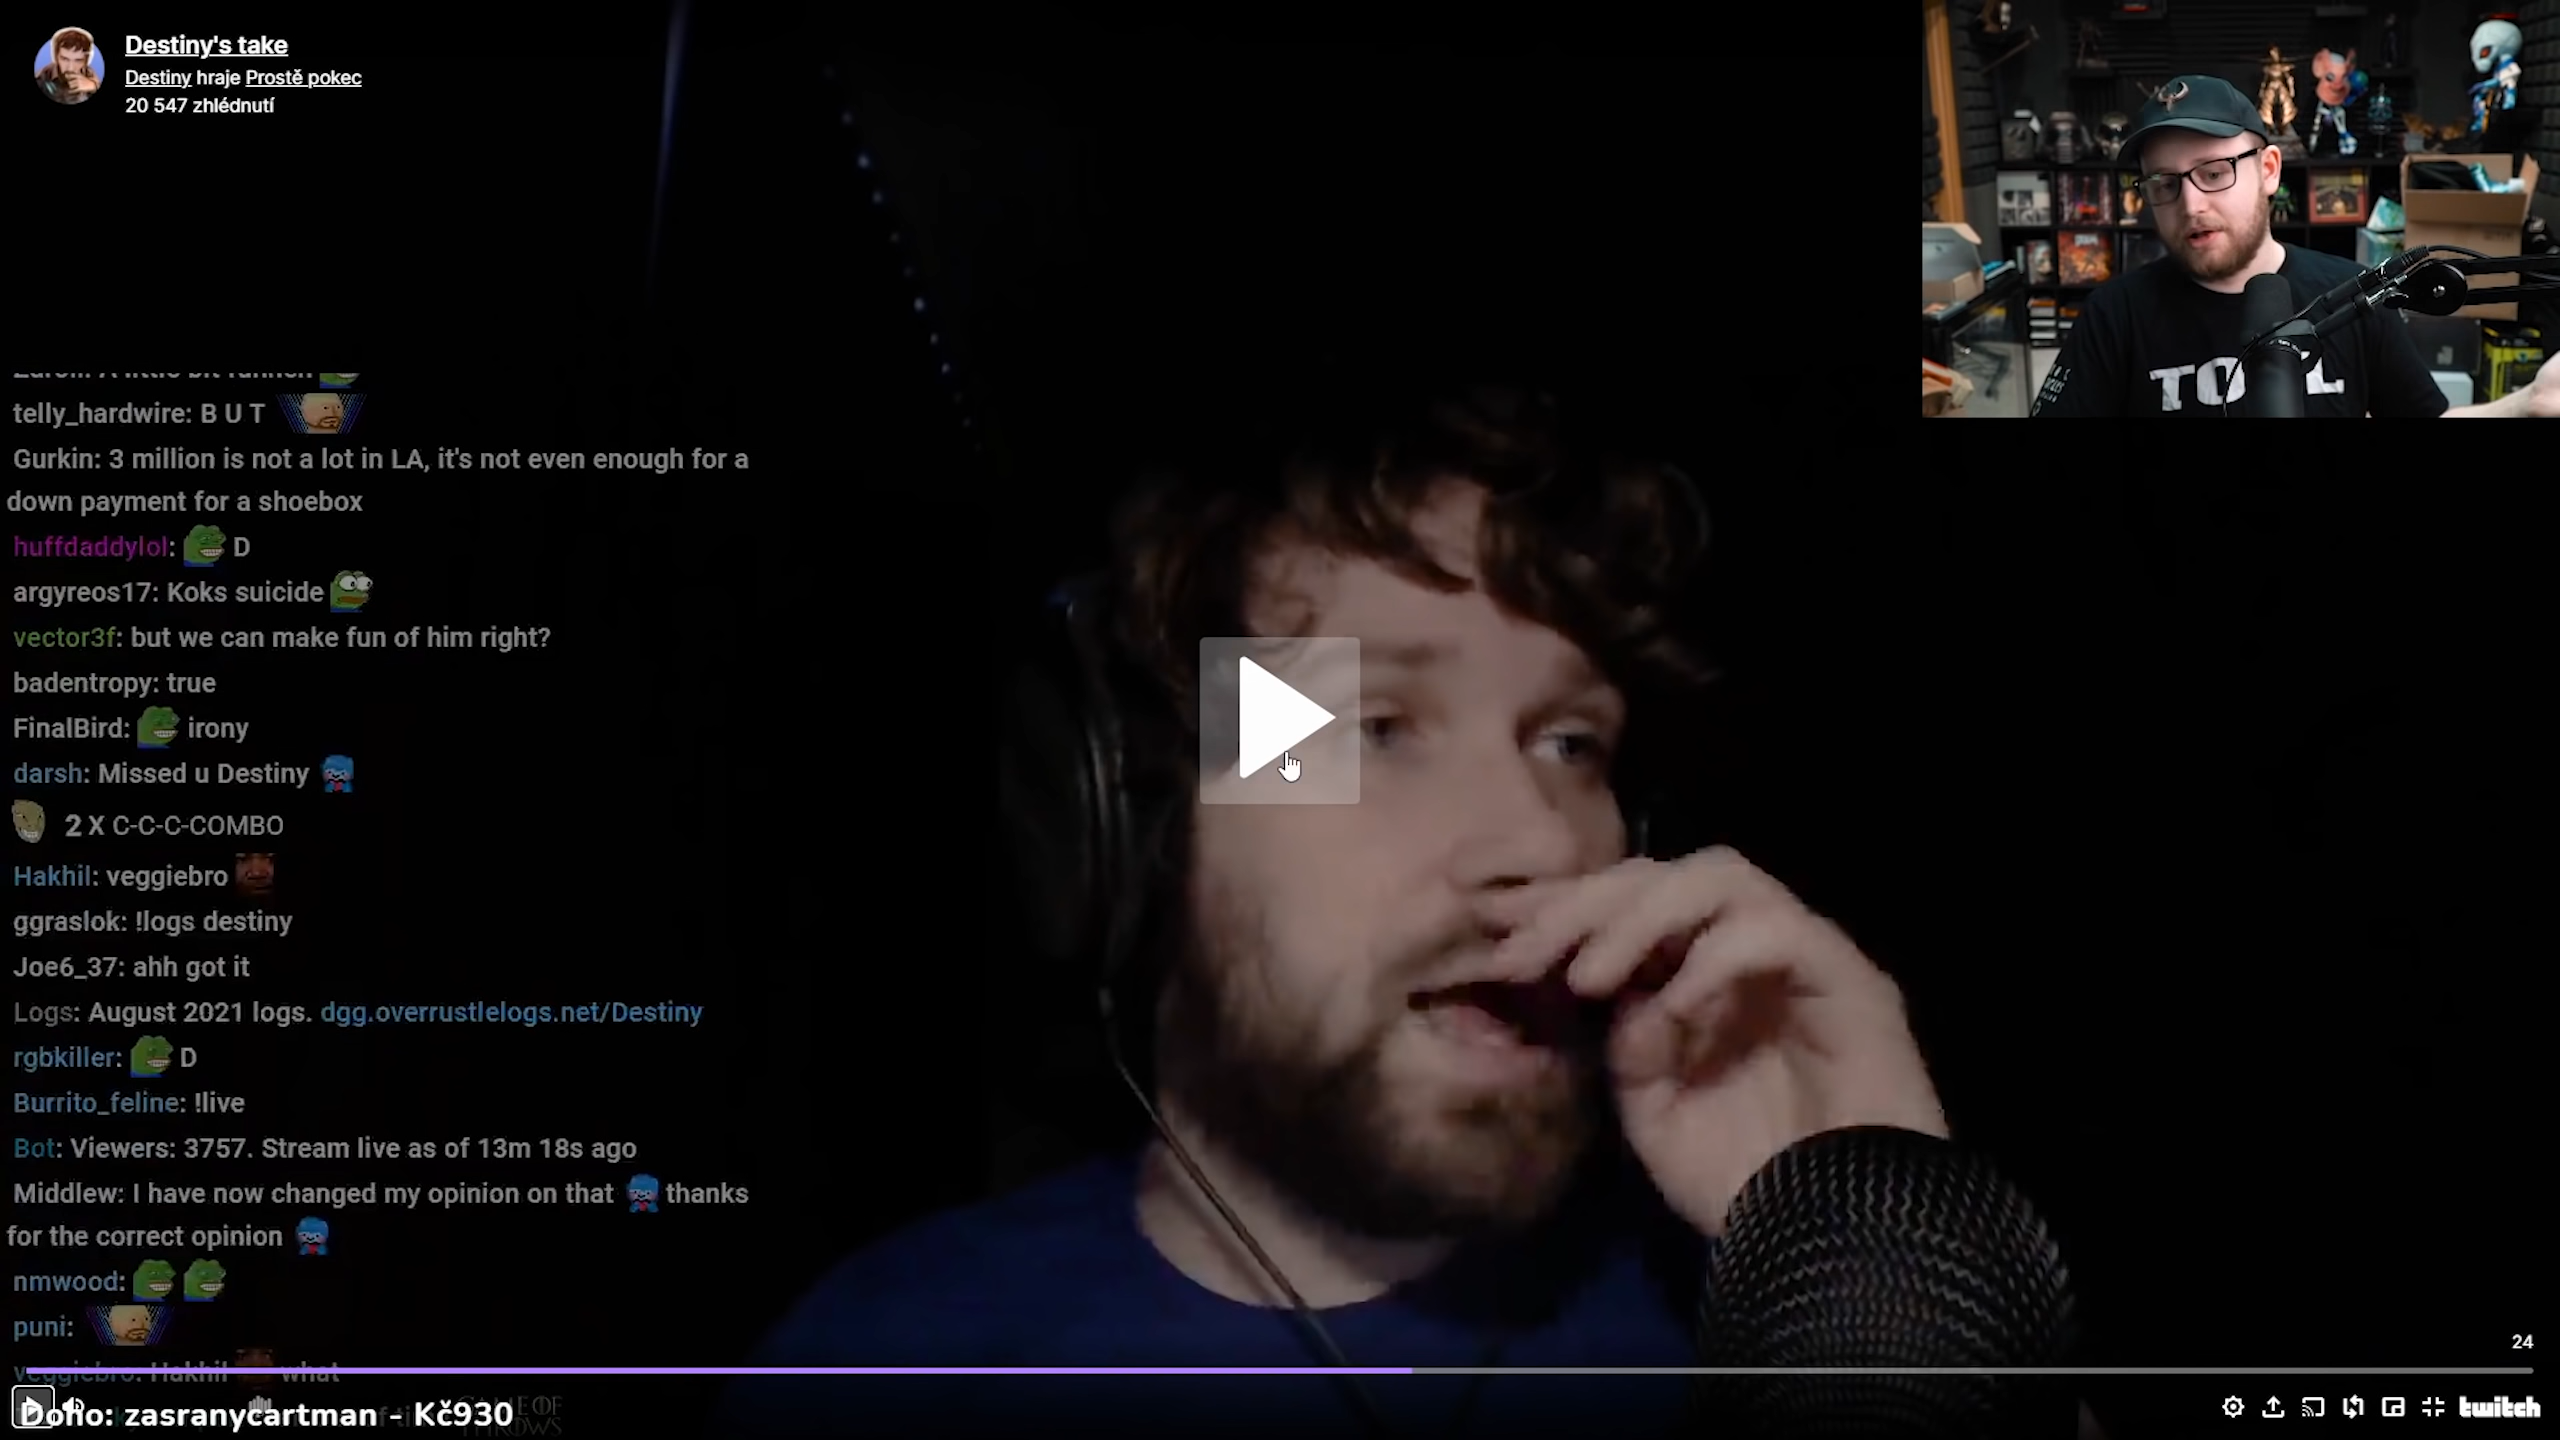 Destiny's take
Destiny hraje Prostě pokec
20 547 zhlédnutí
telly_hardwire: B U T
Gurkin: 3 million is not a lot in LA, it's not even enough for a
down payment for a shoebox
huffdaddylol: D
argyreos17: Koks suicide
vector3f: but we can make fun of him right?
badentropy: true
FinalBird: irony
darsh: Missed u Destiny
2 X C-C-C-COMBO
Hakhil: veggiebro
ggraslok: !logs destiny
Joe6_37: ahh got it
Logs: August 2021 logs. dgg.overrustlelogs.net/Destiny
rgbkiller: D
Burrito_feline: !live
Bot: Viewers: 3757. Stream live as of 13m 18s ago
Middlew: I have now changed my opinion on that thanks
for the correct opinion
nmwood:
puni:
24
veggiebro: Hakhil what
Doho: zasranycartman - Kč930
twitch